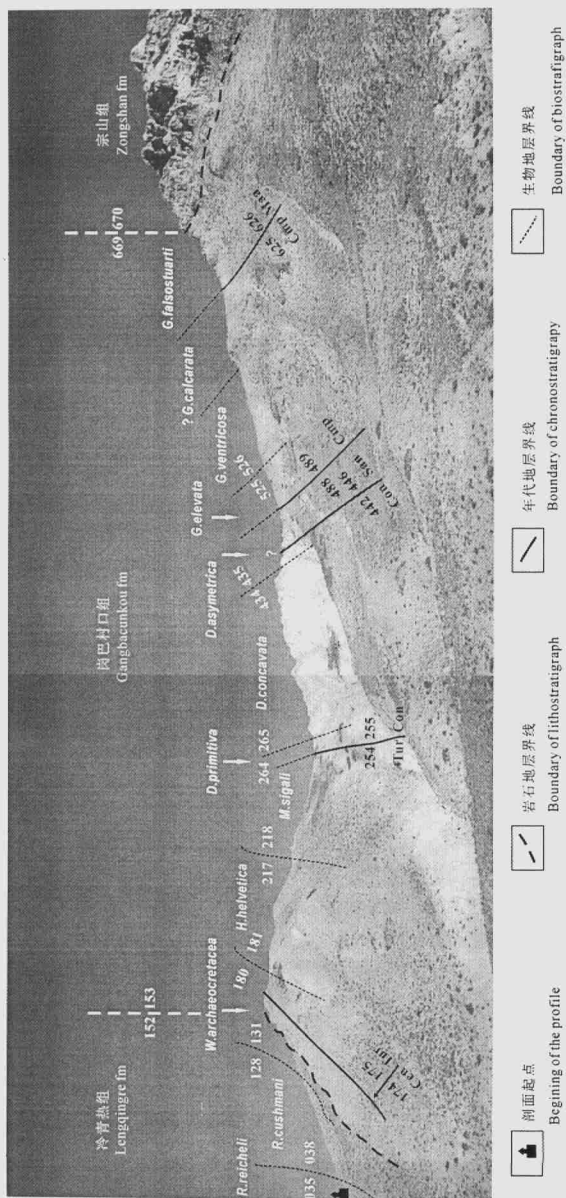 冷青热组
Lengqingre fm
岗巴村口组
Gangbacunkou fm
宗山组
Zongshan fm
152 153
669 670
R.reicheli
R.cushmani
W.archaeocretacea
H.helvetica
M.sigali
D.primitiva
D.concavata
D.asymetrica
G.elevata
G.ventricosa
? G.calcarata
G.falsostuarti
035 038
128 131
180 181
217 218
264 265
434 435
525 526
?
174 175
Cen Tur
254 255
Tur Con
442 446
Con San
488 489
Cmp
625 626
Cmp Maa
剖面起点
Begining of the profile
岩石地层界线
Boundary of lithostratigraph
年代地层界线
Boundary of chronostratigrapy
生物地层界线
Boundary of biostrafigraph